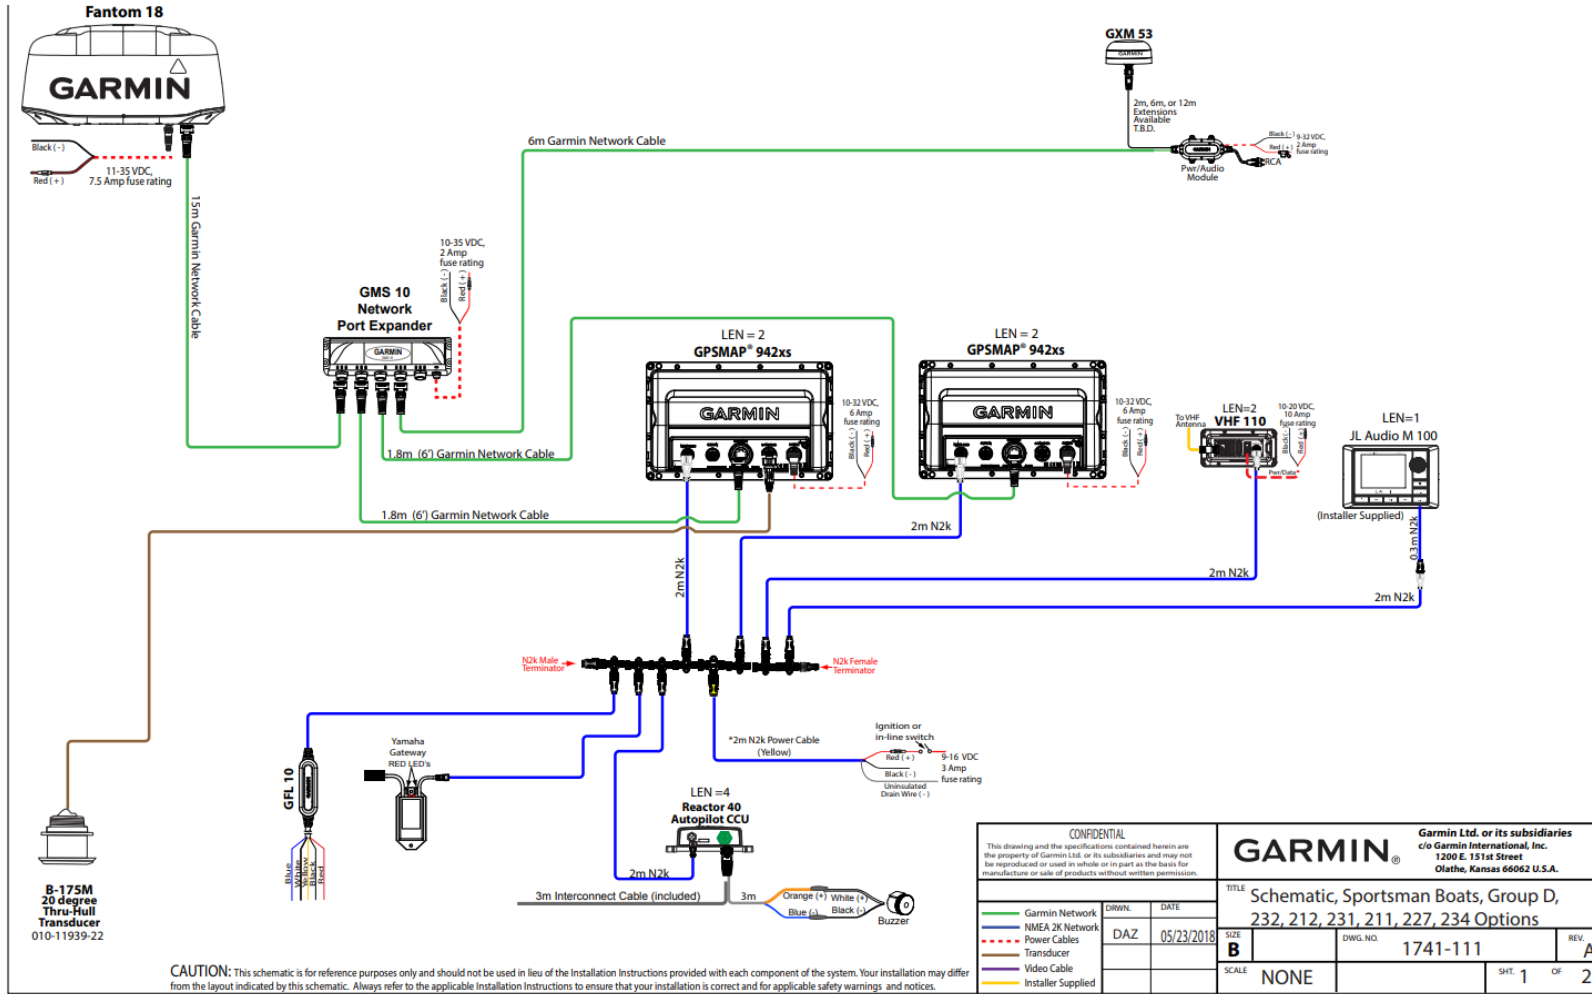 Fantom 18
GARMIN
Black ( - )
Red ( + )
11-35 VDC,
7.5 Amp fuse rating
15m Garmin Network Cable
GXM 53
GARMIN
2m, 6m, or 12m
Extensions
Available
T.B.D.
6m Garmin Network Cable
GARMIN
Pwr/Audio
Module
Black ( - )
Red ( + )
9-32 VDC,
2 Amp
fuse rating
RCA
10-35 VDC,
2 Amp
fuse rating
Black ( - )
Red ( + )
GMS 10
Network
Port Expander
GARMIN
LEN = 2
GPSMAP® 942xs
GARMIN
10-32 VDC,
6 Amp
fuse rating
Black ( - )
Red ( + )
LEN = 2
GPSMAP® 942xs
GARMIN
10-32 VDC,
6 Amp
fuse rating
Black ( - )
Red ( + )
To VHF
Antenna
LEN=2
VHF 110
10-20 VDC,
10 Amp
fuse rating
Black ( - )
Red ( + )
Pwr/Data*
LEN=1
JL Audio M 100
(Installer Supplied)
0.3m N2k
1.8m (6') Garmin Network Cable
1.8m (6') Garmin Network Cable
2m N2k
2m N2k
2m N2k
2m N2k
N2k Male
Terminator
N2k Female
Terminator
GFL 10
GARMIN
Blue
White
Yellow
Black
Red
Yamaha
Gateway
RED LED's
*2m N2k Power Cable
(Yellow)
Ignition or
in-line switch
Red ( + )
Black ( - )
Uninsulated
Drain Wire ( - )
9-16 VDC
3 Amp
fuse rating
LEN =4
Reactor 40
Autopilot CCU
2m N2k
3m Interconnect Cable (included)
3m
Orange (+)
White (+)
Blue (-)
Black (-)
Buzzer
B-175M
20 degree
Thru-Hull
Transducer
010-11939-22
CAUTION: This schematic is for reference purposes only and should not be used in lieu of the Installation Instructions provided with each component of the system. Your installation may differ
from the layout indicated by this schematic. Always refer to the applicable Installation Instructions to ensure that your installation is correct and for applicable safety warnings and notices.
CONFIDENTIAL
This drawing and the specifications contained herein are
the property of Garmin Ltd. or its subsidiaries and may not
be reproduced or used in whole or in part as the basis for
manufacture or sale of products without written permission.
GARMIN®
Garmin Ltd. or its subsidiaries
c/o Garmin International, Inc.
1200 E. 151st Street
Olathe, Kansas 66062 U.S.A.
Garmin Network
NMEA 2K Network
Power Cables
Transducer
Video Cable
Installer Supplied
DRWN.
DATE
DAZ
05/23/2018
TITLE
Schematic, Sportsman Boats, Group D,
232, 212, 231, 211, 227, 234 Options
SIZE
B
DWG. NO.
1741-111
REV.
A
SCALE
NONE
SHT. 1 OF 2